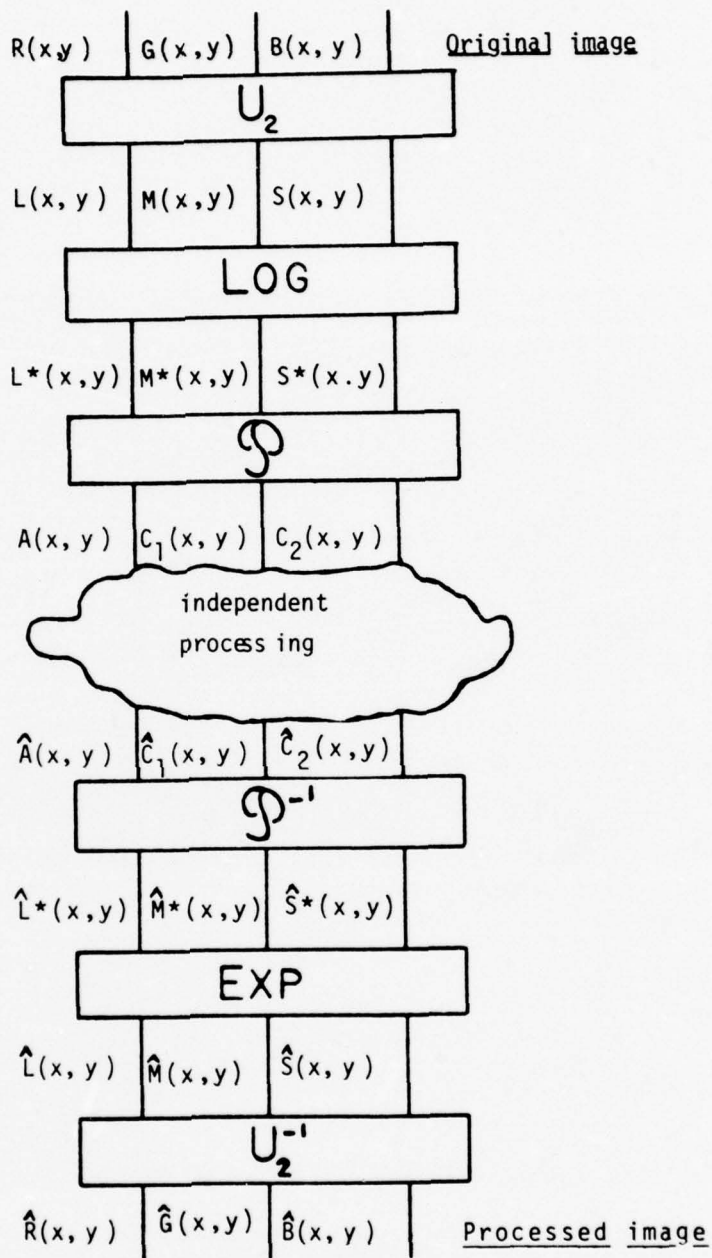 R(x,y) G(x,y) B(x, y) Original image
U₂
L(x, y) M(x,y) S(x, y)
LOG
L*(x,y) M*(x,y) S*(x.y)
𝒫
A(x, y) C₁(x, y) C₂(x, y)
independent
processing
Â(x, y) Ĉ₁(x, y) Ĉ₂(x,y)
𝒫⁻¹
L̂*(x,y) M̂*(x,y) Ŝ*(x,y)
EXP
L̂(x, y) M̂(x,y) Ŝ(x, y)
U₂⁻¹
R̂(x, y) Ĝ(x,y) B̂(x, y) Processed image